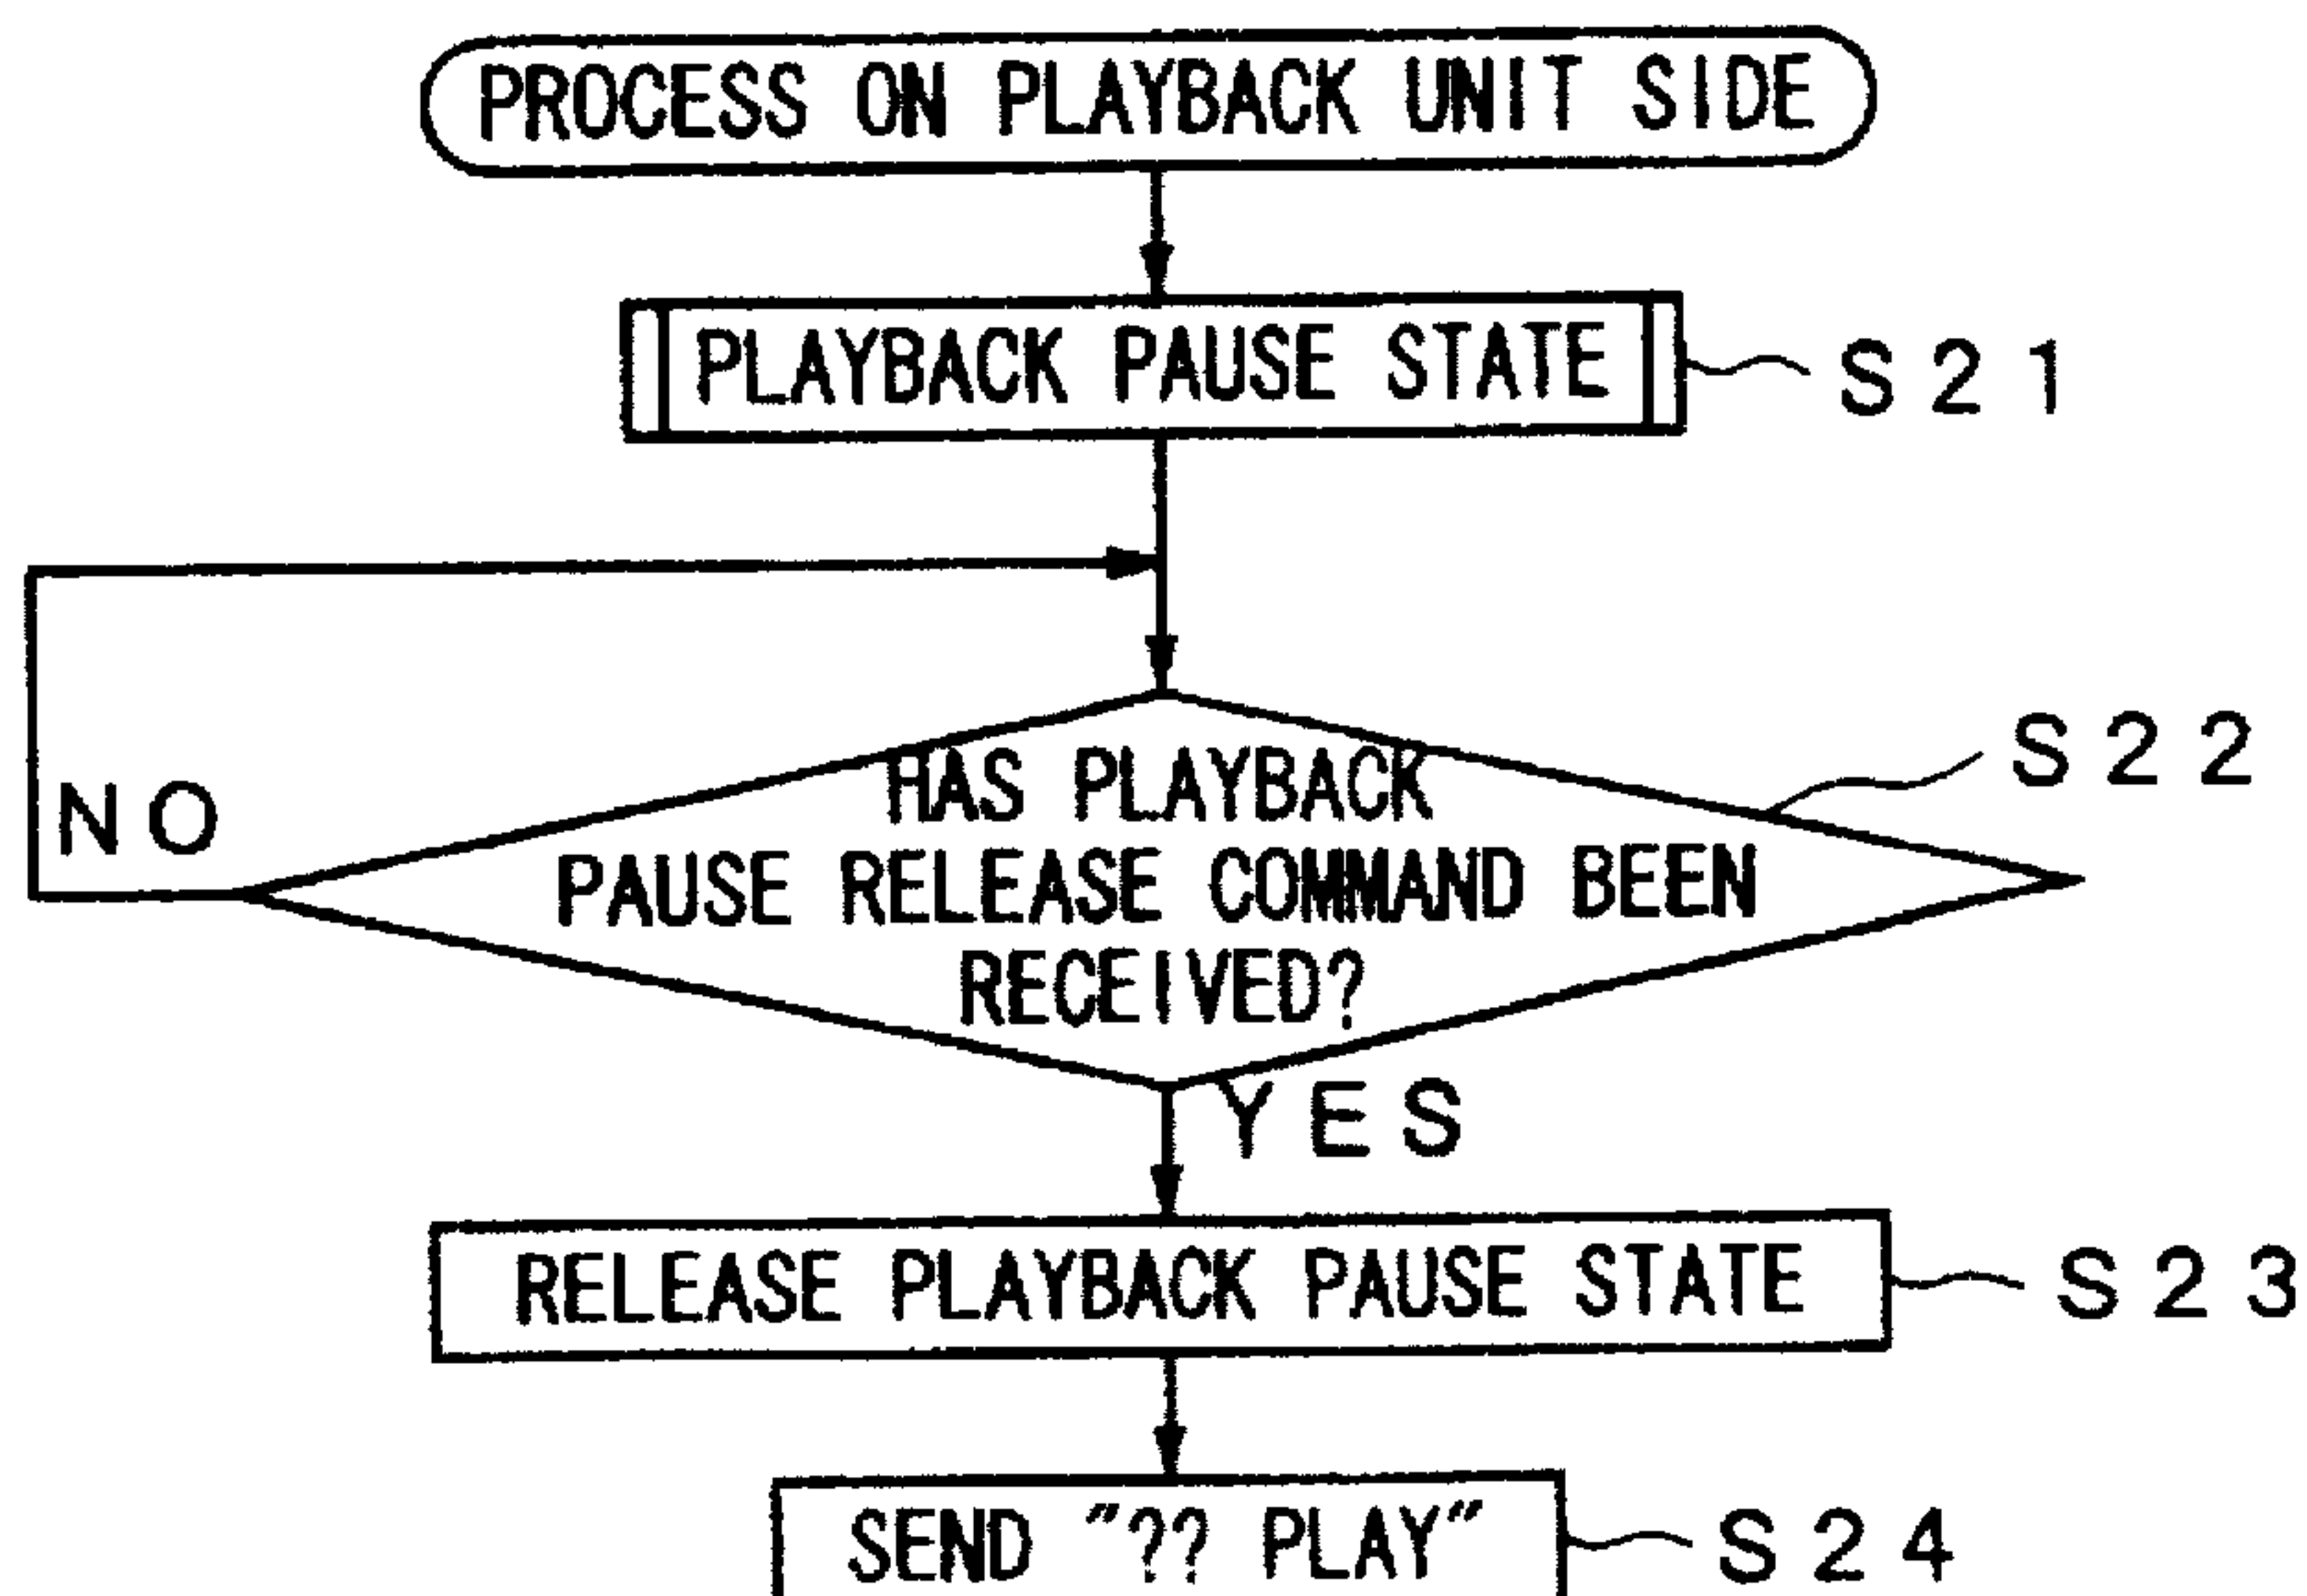 PROCESS ON PLAYBACK UNIT SIDE
PLAYBACK PAUSE STATE
S21
HAS PLAYBACK
PAUSE RELEASE COMMAND BEEN
RECEIVED?
S22
NO
YES
RELEASE PLAYBACK PAUSE STATE
S23
SEND "?? PLAY"
S24